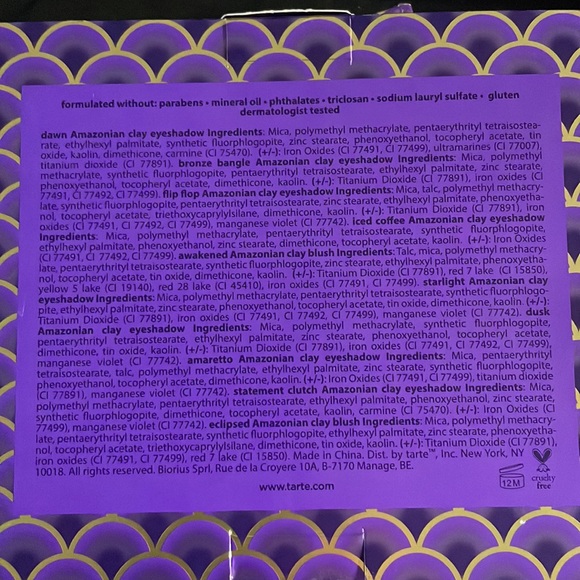 formulated without: parabens • mineral oil • phthalates • triclosan • sodium lauryl sulfate • gluten
dermatologist tested
dawn Amazonian clay eyeshadow Ingredients: Mica, polymethyl methacrylate, pentaerythrityl tetraisostea-
rate, ethylhexyl palmitate, synthetic fluorphlogopite, zinc stearate, phenoxyethanol, tocopheryl acetate, tin
oxide, kaolin, dimethicone, carmine (CI 75470). (+/-): Iron Oxides (CI 77491, CI 77499), ultramarines (CI 77007),
titanium dioxide (CI 77891). bronze bangle Amazonian clay eyeshadow Ingredients: Mica, polymethyl
methacrylate, synthetic fluorphlogopite, pentaerythrityl tetraisostearate, ethylhexyl palmitate, zinc stearate,
phenoxyethanol, tocopheryl acetate, dimethicone, kaolin. (+/-): Titanium Dioxide (CI 77891), iron oxides (CI
77491, CI 77492, CI 77499). flip flop Amazonian clay eyeshadow Ingredients: Mica, talc, polymethyl methacry-
late, synthetic fluorphlogopite, pentaerythrityl tetraisostearate, zinc stearate, ethylhexyl palmitate, phenoxyetha-
nol, tocopheryl acetate, triethoxycaprylylsilane, dimethicone, kaolin. (+/-): Titanium Dioxide (CI 77891), iron
oxides (CI 77491, CI 77492, CI 77499), manganese violet (CI 77742). iced coffee Amazonian clay eyeshadow
Ingredients: Mica, polymethyl methacrylate, pentaerythrityl tetraisostearate, synthetic fluorphlogopite,
ethylhexyl palmitate, phenoxyethanol, zinc stearate, dimethicone, tocopheryl acetate, kaolin. (+/-): Iron Oxides
(CI 77491, CI 77492, CI 77499). awakened Amazonian clay blush Ingredients: Talc, mica, polymethyl methacry-
late, pentaerythrityl tetraisostearate, synthetic fluorphlogopite, zinc stearate, ethylhexyl palmitate, phenoxyetha-
nol, tocopheryl acetate, tin oxide, dimethicone, kaolin. (+/-): Titanium Dioxide (CI 77891), red 7 lake (CI 15850),
yellow 5 lake (CI 19140), red 28 lake (CI 45410), iron oxides (CI 77491, CI 77499). starlight Amazonian clay
eyeshadow Ingredients: Mica, polymethyl methacrylate, pentaerythrityl tetraisostearate, synthetic fluorphlogo-
pite, ethylhexyl palmitate, zinc stearate, phenoxyethanol, tocopheryl acetate, tin oxide, dimethicone, kaolin. (+/-):
Titanium Dioxide (CI 77891), iron oxides (CI 77491, CI 77492, CI 77499), manganese violet (CI 77742). dusk
Amazonian clay eyeshadow Ingredients: Mica, polymethyl methacrylate, synthetic fluorphlogopite,
pentaerythrityl tetraisostearate, ethylhexyl palmitate, zinc stearate, phenoxyethanol, tocopheryl acetate,
dimethicone, tin oxide, kaolin. (+/-): Titanium Dioxide (CI 77891), iron oxides (CI 77491, CI 77492, CI 77499),
manganese violet (CI 77742). amaretto Amazonian clay eyeshadow Ingredients: Mica, pentaerythrityl
tetraisostearate, talc, polymethyl methacrylate, ethylhexyl palmitate, zinc stearate, synthetic fluorphlogopite,
phenoxyethanol, tocopheryl acetate, dimethicone, kaolin. (+/-): Iron Oxides (CI 77491, CI 77499), titanium dioxide
(CI 77891), manganese violet (CI 77742). statement clutch Amazonian clay eyeshadow Ingredients: Mica,
polymethyl methacrylate, pentaerythrityl tetraisostearate, ethylhexyl palmitate, phenoxyethanol, zinc stearate,
synthetic fluorphlogopite, dimethicone, tocopheryl acetate, kaolin, carmine (CI 75470). (+/-): Iron Oxides (CI
77499), manganese violet (CI 77742). eclipsed Amazonian clay blush Ingredients: Mica, polymethyl methacry-
late, pentaerythrityl tetraisostearate, synthetic fluorphlogopite, ethylhexyl palmitate, zinc stearate, phenoxyetha-
nol, tocopheryl acetate, triethoxycaprylylsilane, dimethicone, tin oxide, kaolin. (+/-): Titanium Dioxide (CI 77891),
iron oxides (CI 77491, CI 77499), red 7 lake (CI 15850). Made in China. Dist. by tarte™, Inc. New York, NY
10018. All rights reserved. Biorius Sprl, Rue de la Croyere 10A, B-7170 Manage, BE.
www.tarte.com
12M
cruelty
free